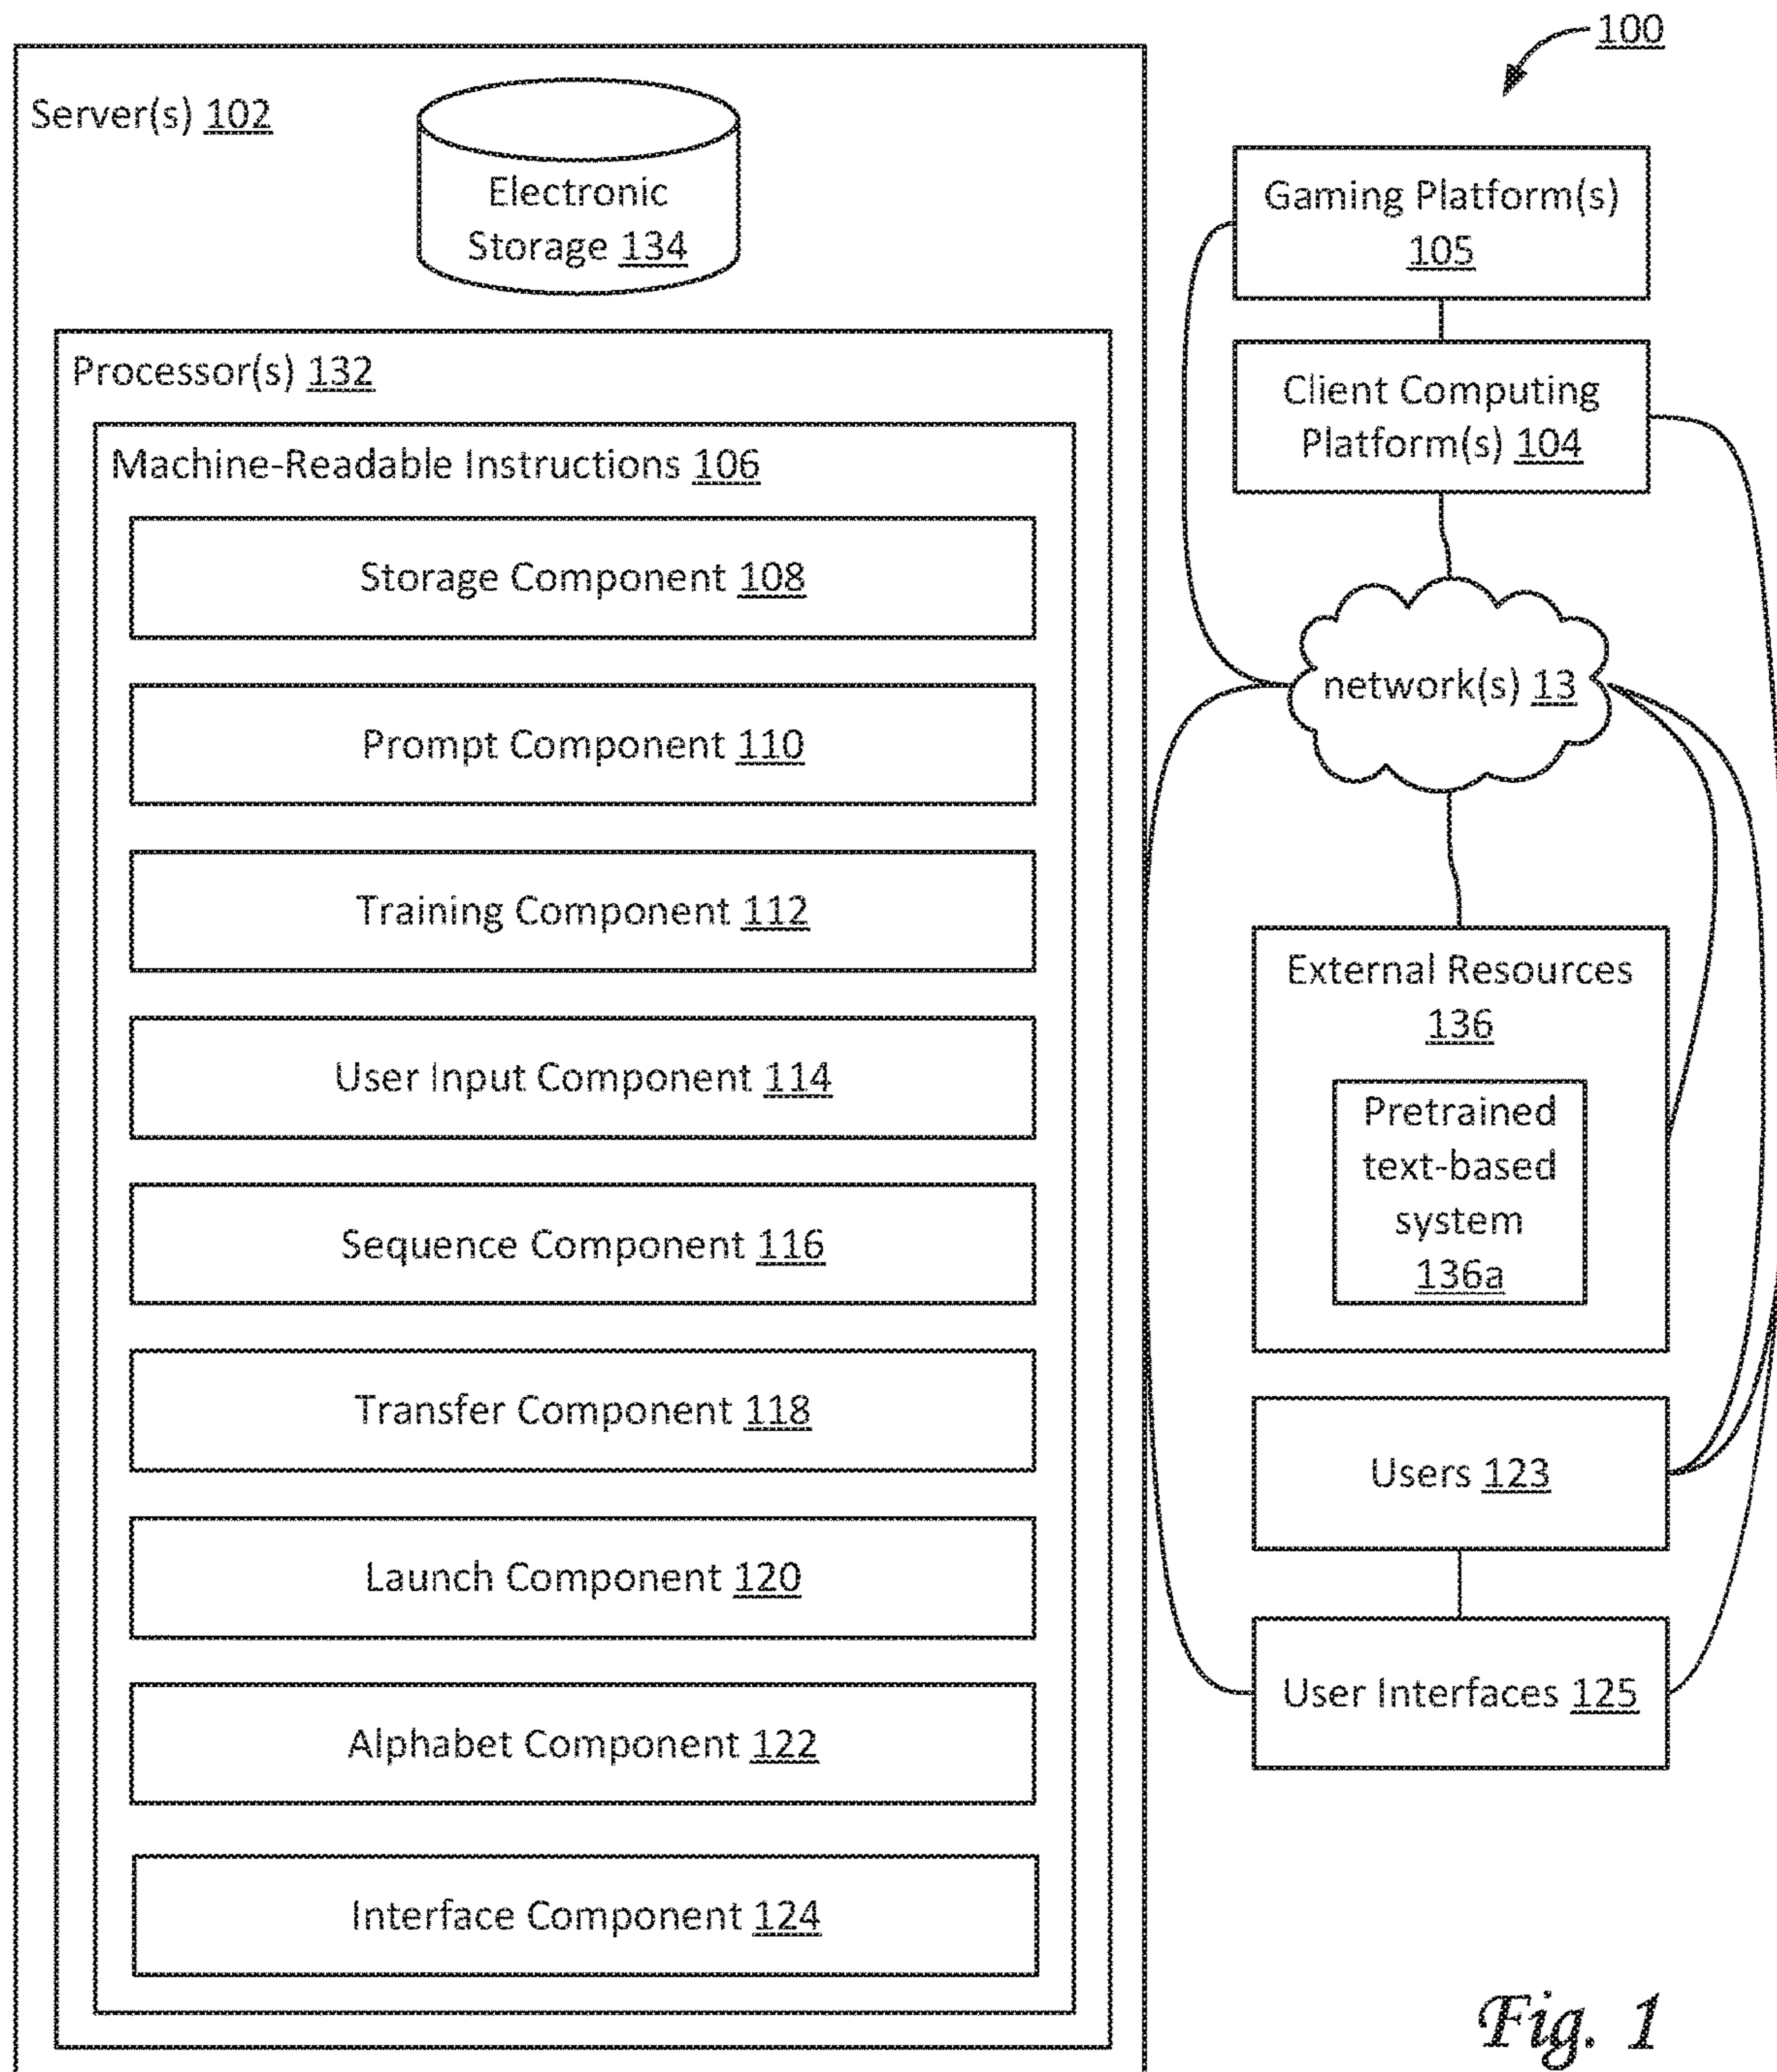 100
Server(s) 102
Electronic
Storage 134
Processor(s) 132
Machine-Readable Instructions 106
Storage Component 108
Prompt Component 110
Training Component 112
User Input Component 114
Sequence Component 116
Transfer Component 118
Launch Component 120
Alphabet Component 122
Interface Component 124
Gaming Platform(s)
105
Client Computing
Platform(s) 104
network(s) 13
External Resources
136
Pretrained
text-based
system
136a
Users 123
User Interfaces 125
Fig. 1